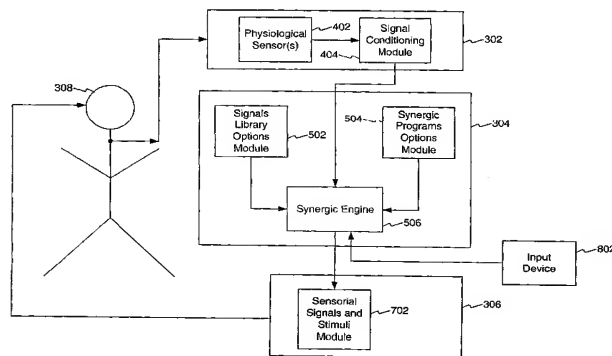 Physiological
Sensor(s)
402
404
Signal
Conditioning
Module
302
308
Signals
Library
Options
Module
502
504
Synergic
Programs
Options
Module
304
Synergic Engine
506
Input
Device
802
Sensorial
Signals and
Stimuli
Module
702
306